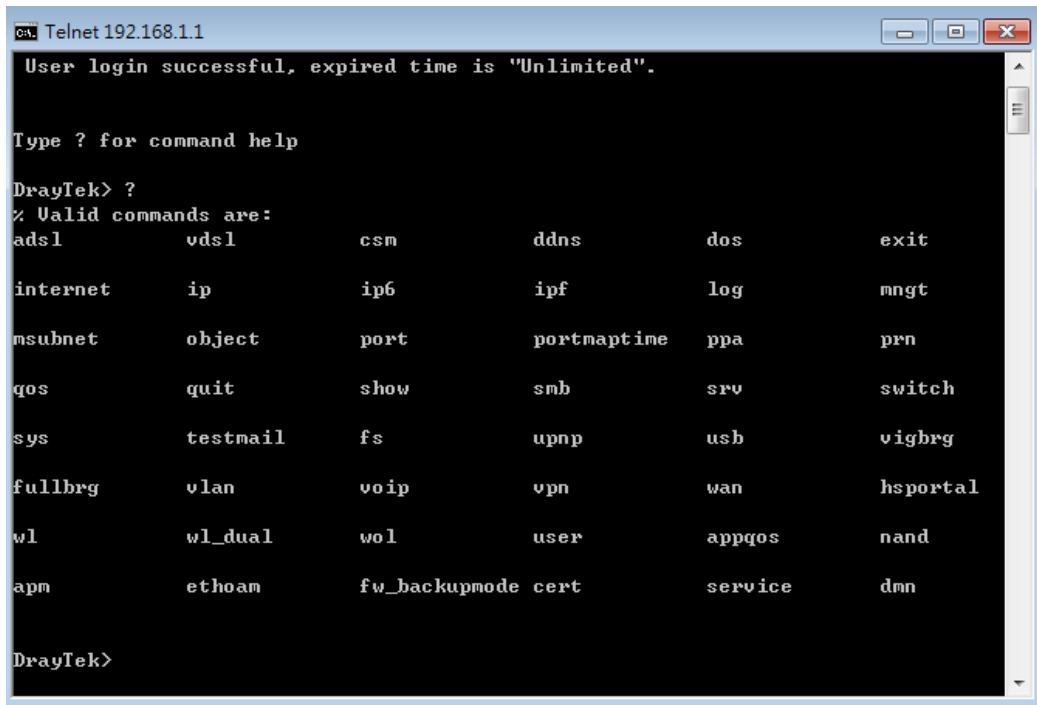 Telnet 192.168.1.1
User login successful, expired time is "Unlimited".
Type ? for command help
DrayTek> ?
% Valid commands are:
adsl vdsl csm ddns dos exit
internet ip ip6 ipf log mngt
msubnet object port portmaptime ppa prn
qos quit show smb srv switch
sys testmail fs upnp usb vigbrg
fullbrg vlan voip vpn wan hsportal
wl wl_dual wol user appqos nand
apm ethoam fw_backupmode cert service dmn
DrayTek>